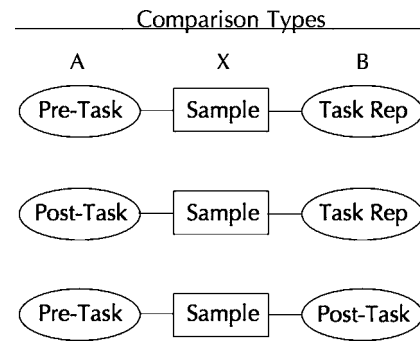 Comparison Types
A X B
Pre-Task Sample Task Rep
Post-Task Sample Task Rep
Pre-Task Sample Post-Task